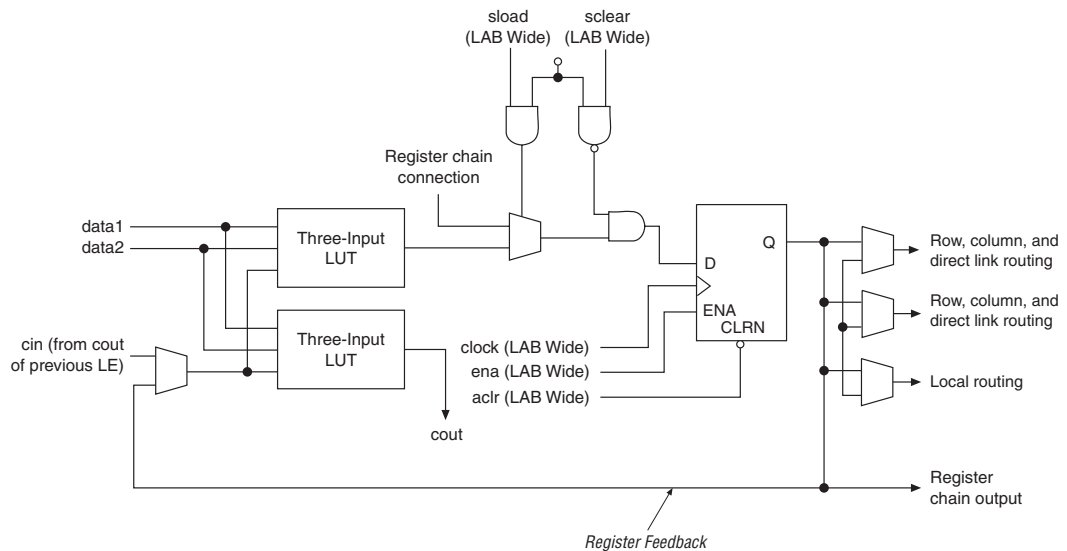 sload
(LAB Wide)
sclear
(LAB Wide)
Register chain
connection
data1
data2
Three-Input
LUT
D
Q
ENA
CLRN
Row, column, and
direct link routing
Row, column, and
direct link routing
Local routing
cin (from cout
of previous LE)
Three-Input
LUT
cout
clock (LAB Wide)
ena (LAB Wide)
aclr (LAB Wide)
Register
chain output
Register Feedback